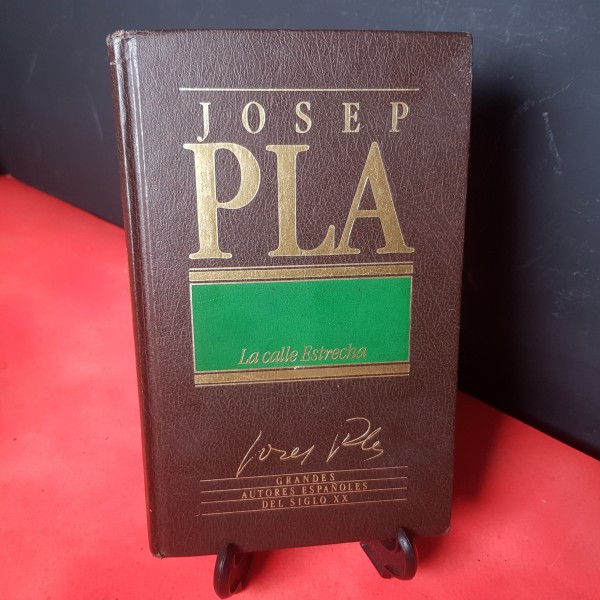 JOSEP
PLA
La calle Estrecha
Josep Pla
GRANDES
AUTORES ESPAÑOLES
DEL SIGLO XX